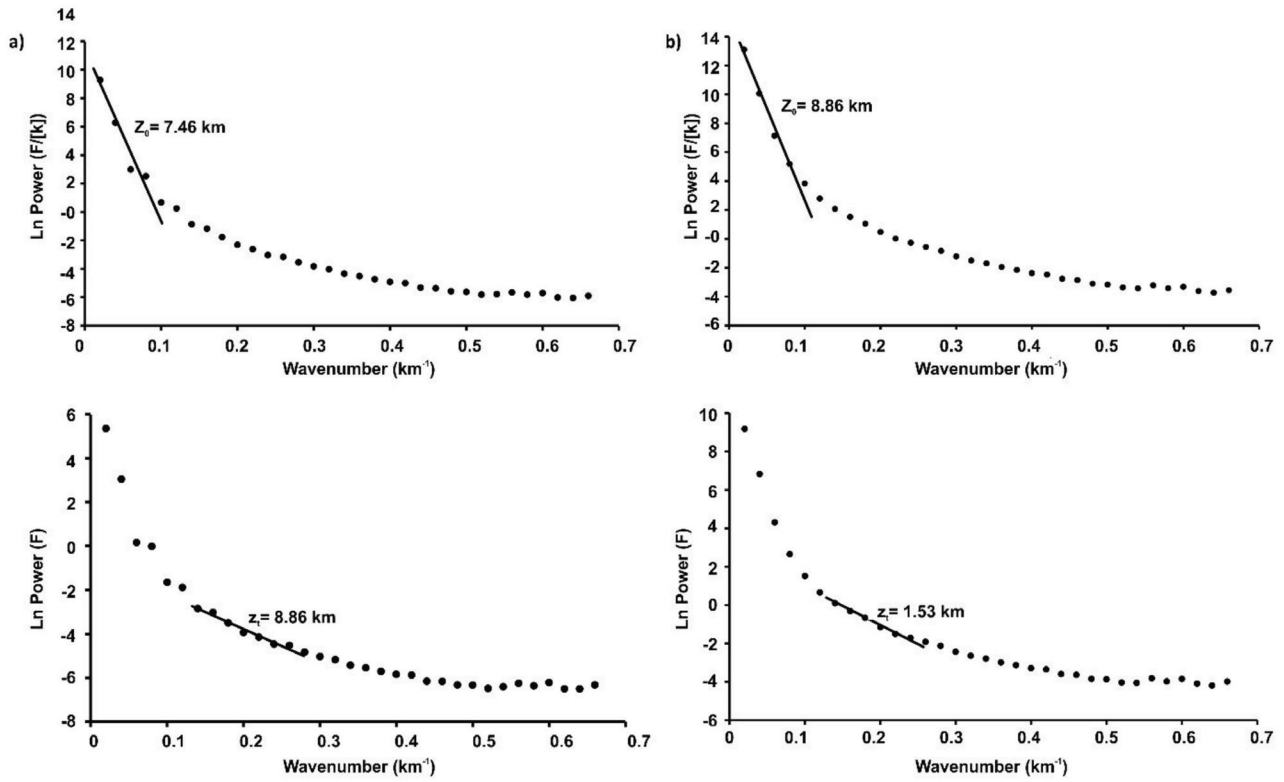 14
a)
12
10
8
6
4
2
-0
-2
-4
-6
-8
Ln Power (F/[k])
Z₀= 7.46 km
0 0.1 0.2 0.3 0.4 0.5 0.6 0.7
Wavenumber (km⁻¹)
b)
14
12
10
8
6
4
2
-0
-2
-4
-6
Ln Power (F/[k])
Z₀= 8.86 km
0 0.1 0.2 0.3 0.4 0.5 0.6 0.7
Wavenumber (km⁻¹)
6
4
2
0
-2
-4
-6
-8
Ln Power (F)
zₜ= 8.86 km
0 0.1 0.2 0.3 0.4 0.5 0.6 0.7
Wavenumber (km⁻¹)
10
8
6
4
2
0
-2
-4
-6
Ln Power (F)
zₜ= 1.53 km
0 0.1 0.2 0.3 0.4 0.5 0.6 0.7
Wavenumber (km⁻¹)